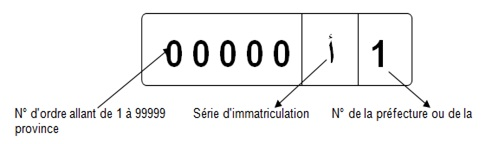 00000 أ 1
N° d'ordre allant de 1 à 99999 Série d'immatriculation N° de la préfecture ou de la
province